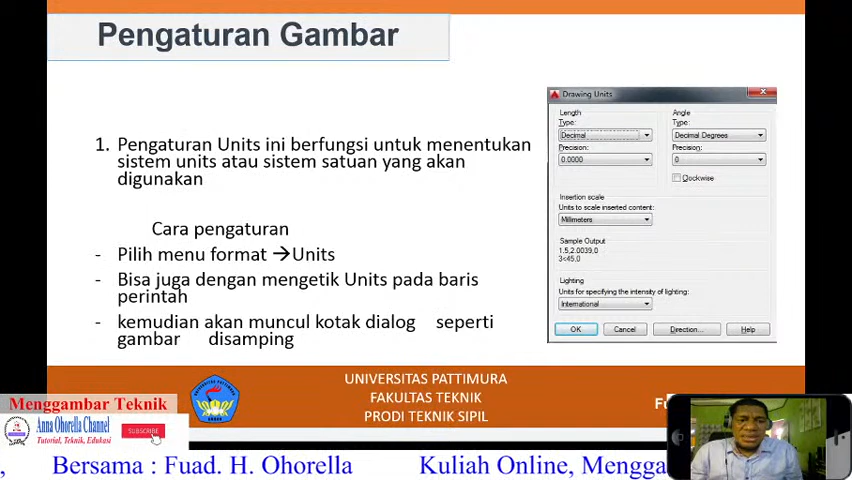 Pengaturan Gambar
1. Pengaturan Units ini berfungsi untuk menentukan
sistem units atau sistem satuan yang akan
digunakan
Cara pengaturan
- Pilih menu format →Units
- Bisa juga dengan mengetik Units pada baris
perintah
- kemudian akan muncul kotak dialog seperti
gambar disamping
Drawing Units
Length
Type:
Decimal
Precision:
0.0000
Angle
Type:
Decimal Degrees
Precision:
0
Clockwise
Insertion scale
Units to scale inserted content:
Millimeters
Sample Output
1.5,2.0039,0
3<45,0
Lighting
Units for specifying the intensity of lighting:
International
OK
Cancel
Direction...
Help
UNIVERSITAS PATTIMURA
FAKULTAS TEKNIK
PRODI TEKNIK SIPIL
Menggambar Teknik
Anna Ohorella Channel
Tutorial, Teknik, Edukasi
SUBSCRIBE
, Bersama : Fuad. H. Ohorella Kuliah Online, Mengga